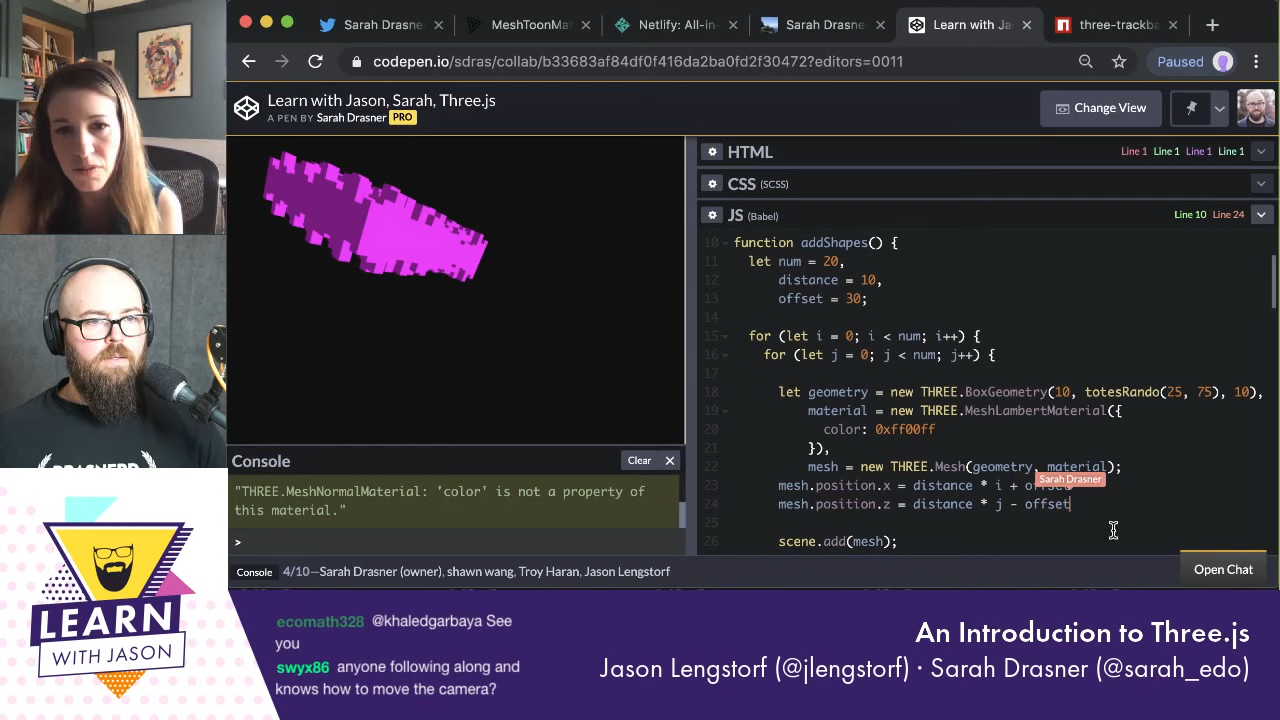 Sarah Drasner
MeshToonMa
Netlify: All-in-
Sarah Drasne
Learn with Ja
three-trackba
codepen.io/sdras/collab/b33683af84df0f416da2ba0fd2f30472?editors=0011
Paused
Learn with Jason, Sarah, Three.js
A PEN BY Sarah Drasner PRO
Change View
HTML
Line 1 Line 1 Line 1 Line 1
CSS (SCSS)
JS (Babel)
Line 10 Line 24
10 function addShapes() {
11 let num = 20,
12 distance = 10,
13 offset = 30;
14
15 for (let i = 0; i < num; i++) {
16 for (let j = 0; j < num; j++) {
17
18 let geometry = new THREE.BoxGeometry(10, totesRando(25, 75), 10),
19 material = new THREE.MeshLambertMaterial({
20 color: 0xff00ff
21 }),
22 mesh = new THREE.Mesh(geometry, material);
Sarah Drasner
23 mesh.position.x = distance * i + offset
24 mesh.position.z = distance * j - offset
25
26 scene.add(mesh);
Console
Clear
"THREE.MeshNormalMaterial: 'color' is not a property of
this material."
>
Console
4/10—Sarah Drasner (owner), shawn wang, Troy Haran, Jason Lengstorf
Open Chat
LEARN
WITH JASON
ecomath328 @khaledgarbaya See
you
swyx86 anyone following along and
knows how to move the camera?
An Introduction to Three.js
Jason Lengstorf (@jlengstorf) · Sarah Drasner (@sarah_edo)